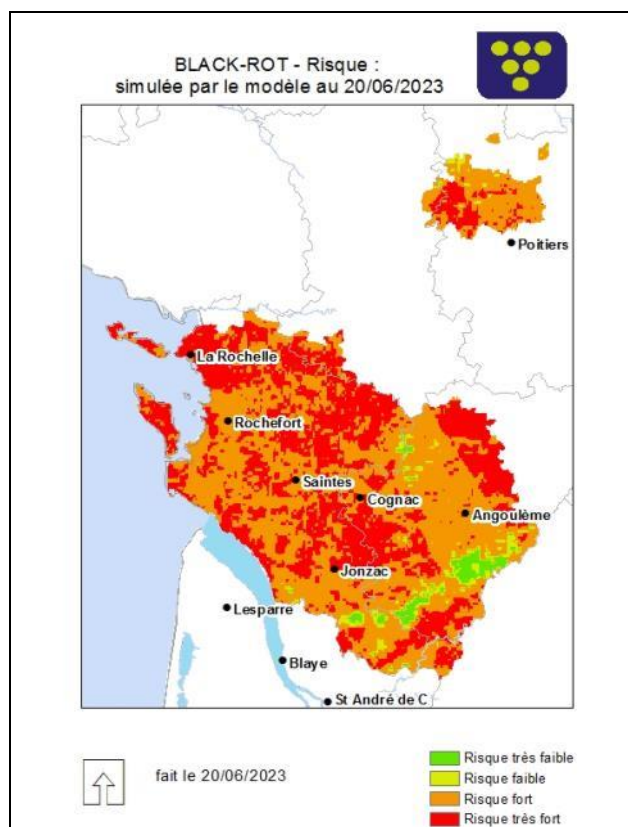 BLACK-ROT - Risque :
simulée par le modèle au 20/06/2023
Poitiers
La Rochelle
Rochefort
Saintes
Cognac
Angoulême
Jonzac
Lesparre
Blaye
St André de C
fait le 20/06/2023
Risque très faible
Risque faible
Risque fort
Risque très fort